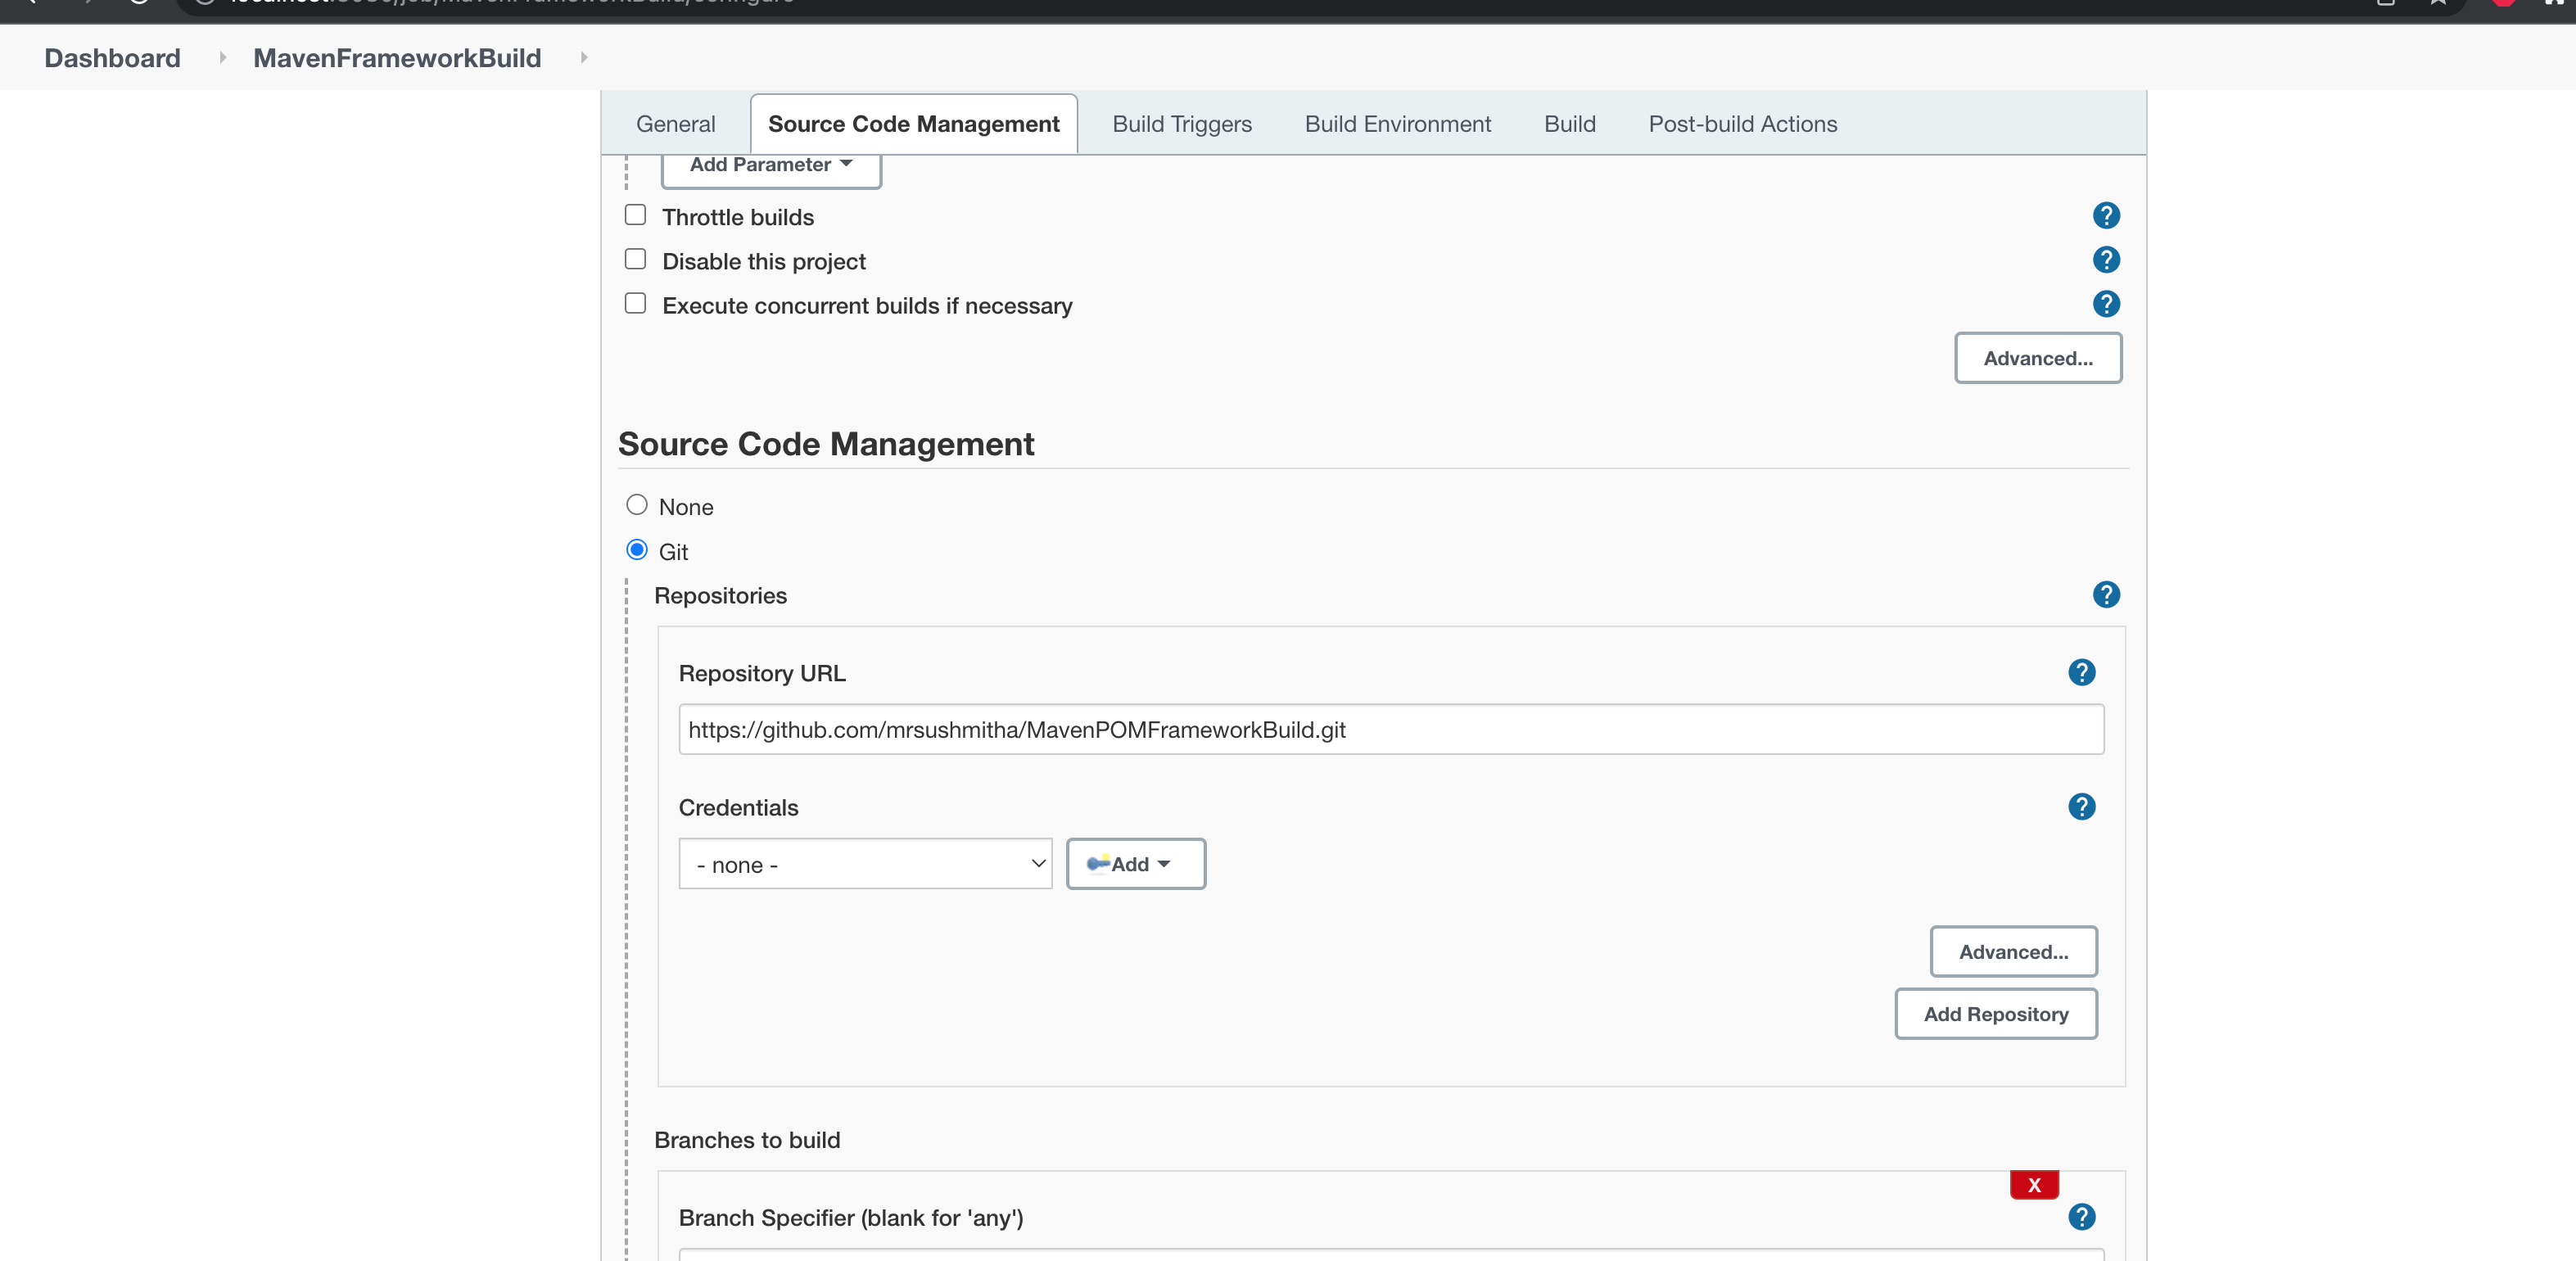 Dashboard MavenFrameworkBuild
General Source Code Management Build Triggers Build Environment Build Post-build Actions
Add Parameter
Throttle builds ?
Disable this project ?
Execute concurrent builds if necessary ?
Advanced...
Source Code Management
None
Git
Repositories ?
Repository URL ?
https://github.com/mrsushmitha/MavenPOMFrameworkBuild.git
Credentials ?
- none - Add
Advanced...
Add Repository
Branches to build
X
Branch Specifier (blank for 'any') ?